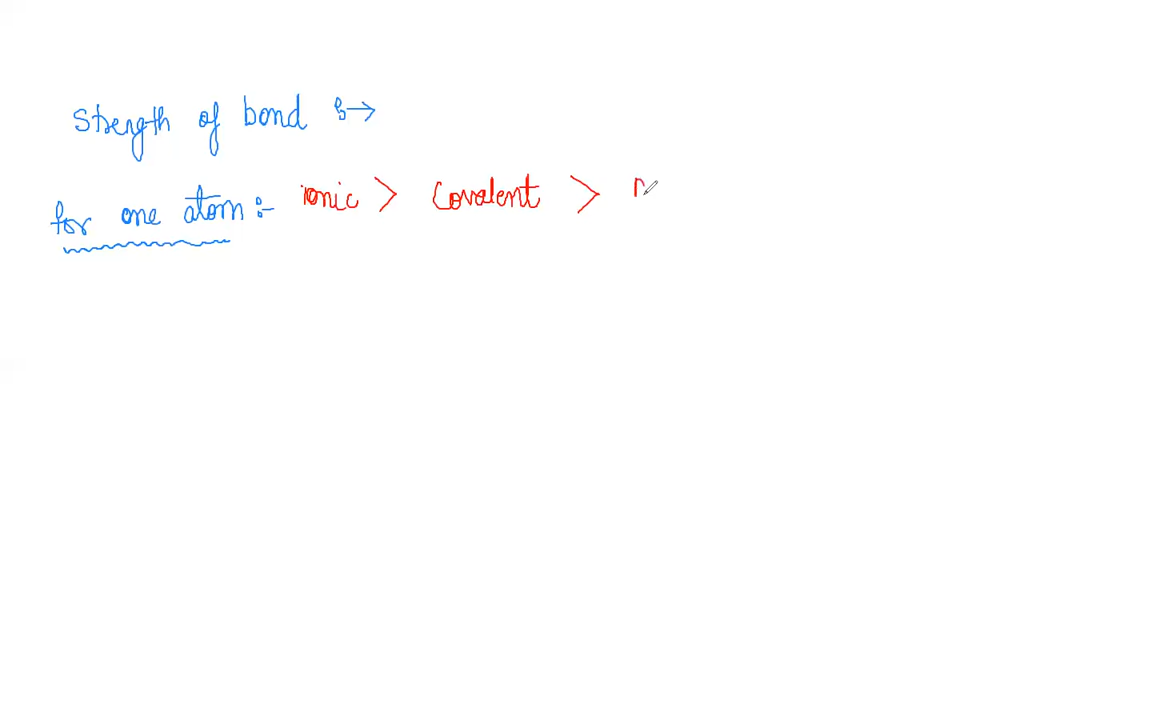 Strength of bond :→
for one atom :- ionic > Covalent >